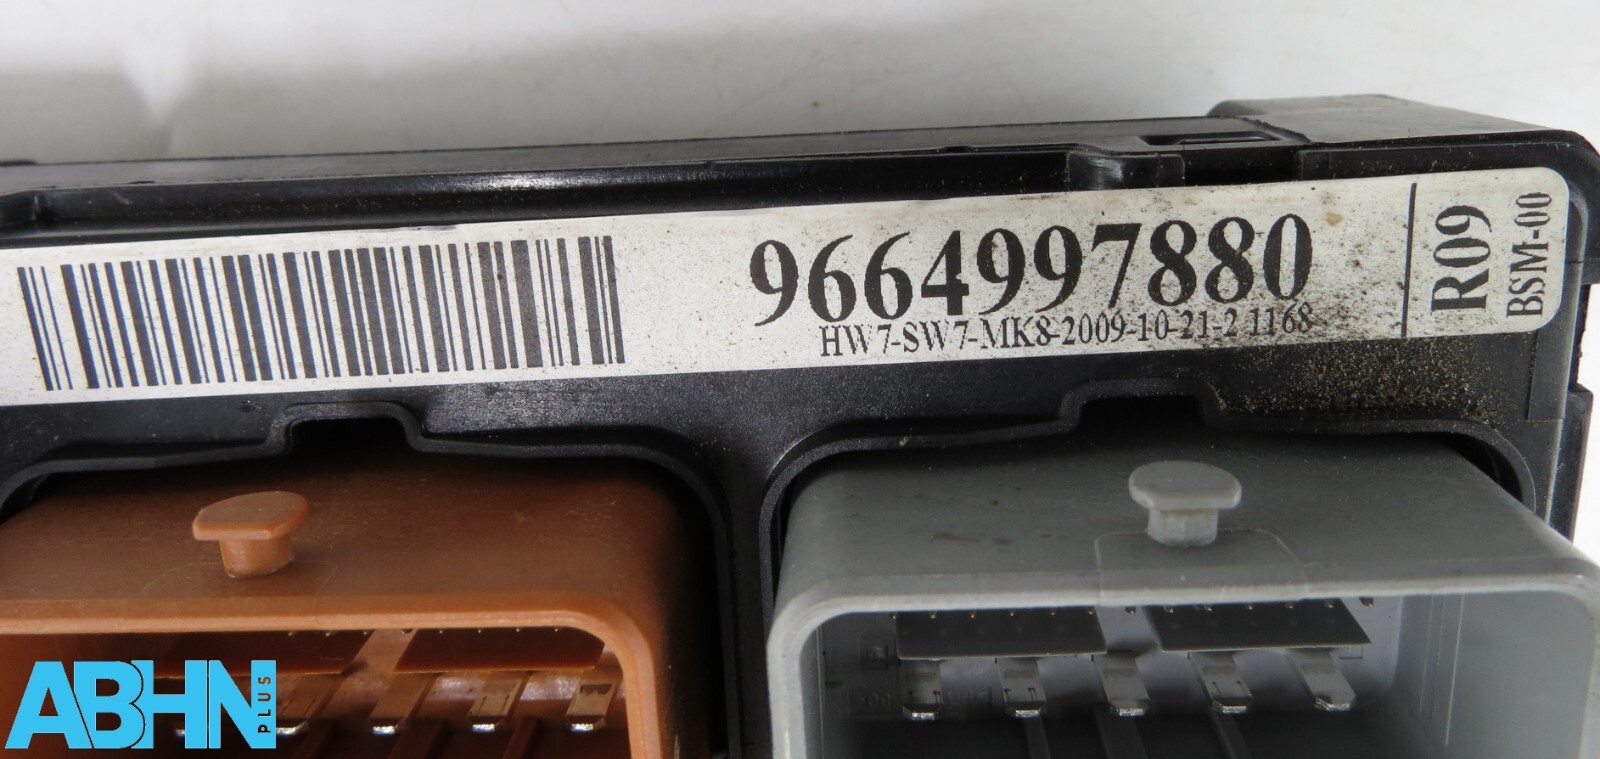 9664997880
HW7-SW7-MK8-2009-10-21-2 1168
R09
BSM-00
ABHN
PLUS